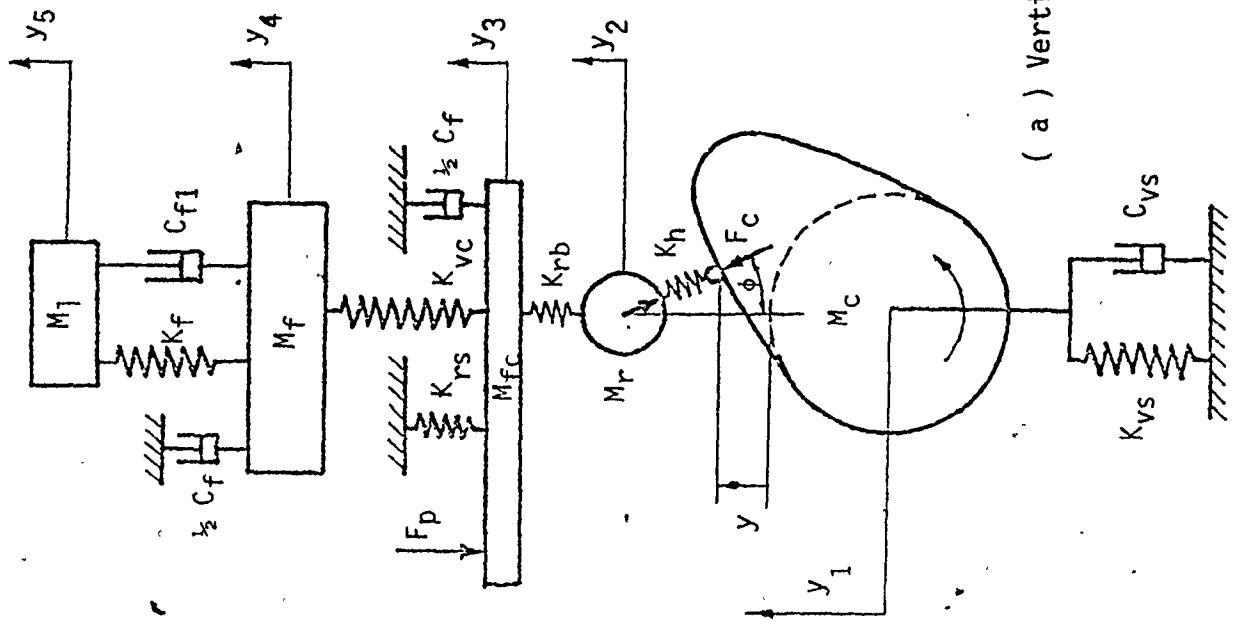 y5
M1
Kf
Cf1
y4
½ Cf
Mf
Kvc
½ Cf
y3
Krs
Fp
Mfc
Krb
y2
Mr
Kh
Fc
φ
y
Mc
y1
Kvs
Cvs
( a ) Vert